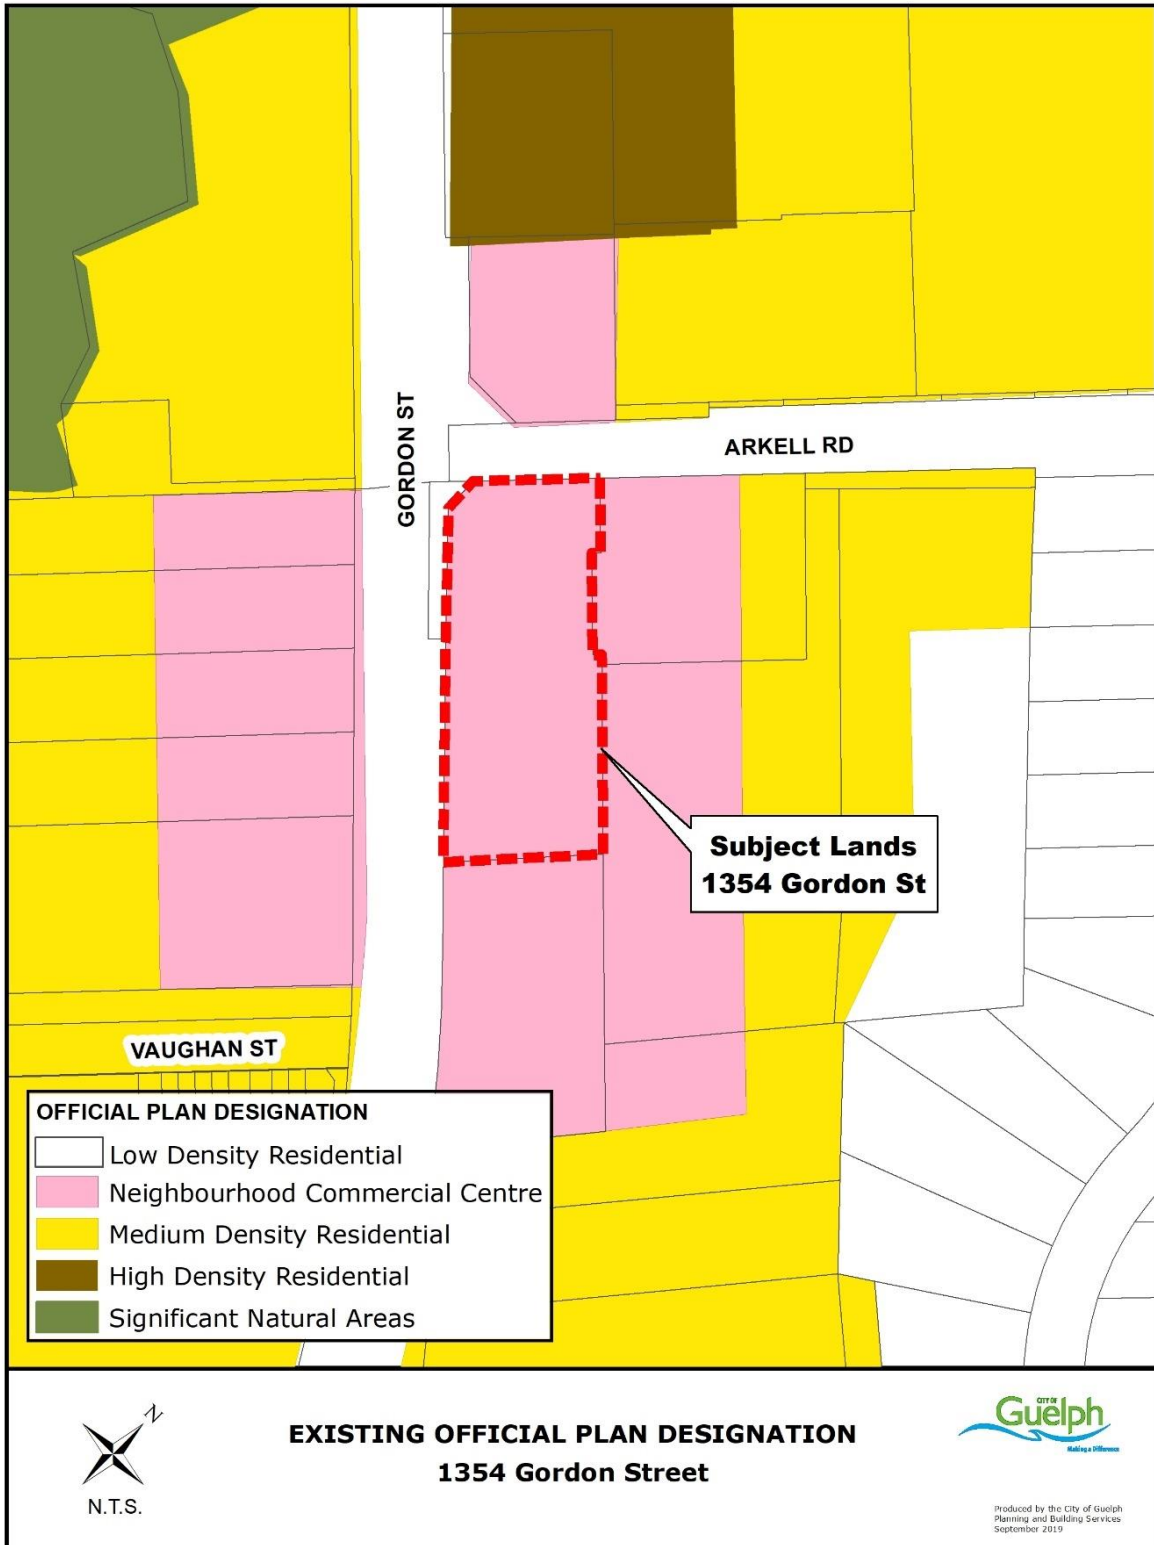 GORDON ST
ARKELL RD
Subject Lands
1354 Gordon St
VAUGHAN ST
OFFICIAL PLAN DESIGNATION
Low Density Residential
Neighbourhood Commercial Centre
Medium Density Residential
High Density Residential
Significant Natural Areas
N
N.T.S.
EXISTING OFFICIAL PLAN DESIGNATION
1354 Gordon Street
CITY OF
Guelph
Making a Difference
Produced by the City of Guelph
Planning and Building Services
September 2019